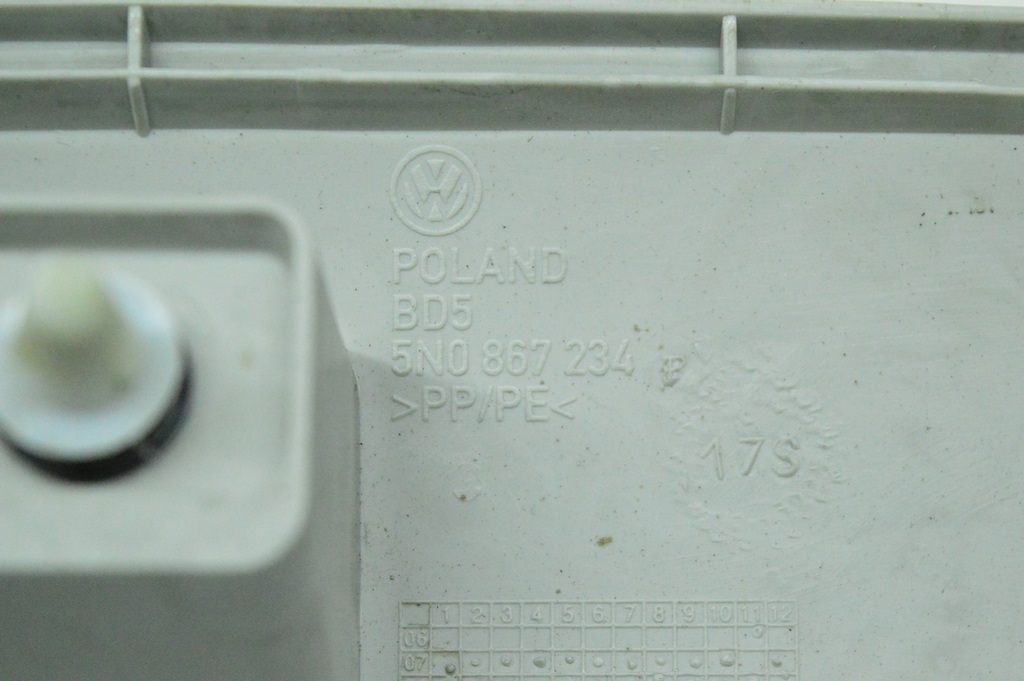 POLAND
BD5
5N0 867 234
>PP/PE<
17S
1 2 3 4 5 6 7 8 9 10 11 12
06
07